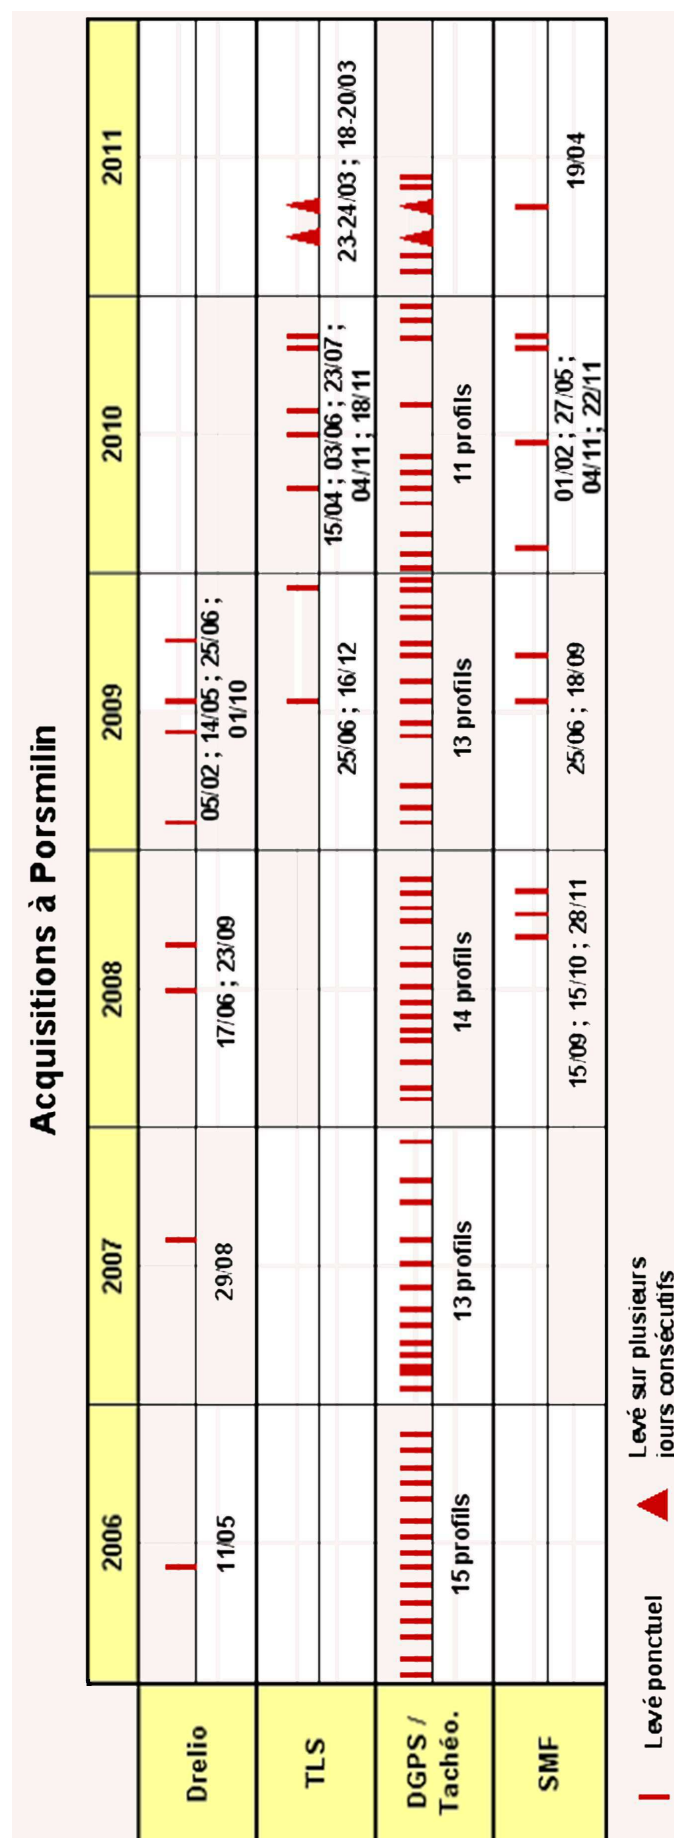 Acquisitions à Porsmilin
2006
2007
2008
2009
2010
2011
Drelio
11/05
29/08
17/06 ; 23/09
05/02 ; 14/05 ; 25/06 ;
01/10
TLS
25/06 ; 16/12
15/04 ; 03/06 ; 23/07 ;
04/11 ; 18/11
23-24/03 ; 18-20/03
DGPS /
Tachéo.
15 profils
13 profils
14 profils
13 profils
11 profils
SMF
15/09 ; 15/10 ; 28/11
25/06 ; 18/09
01/02 ; 27/05 ;
04/11 ; 22/11
19/04
Levé ponctuel
Levé sur plusieurs
jours consécutifs